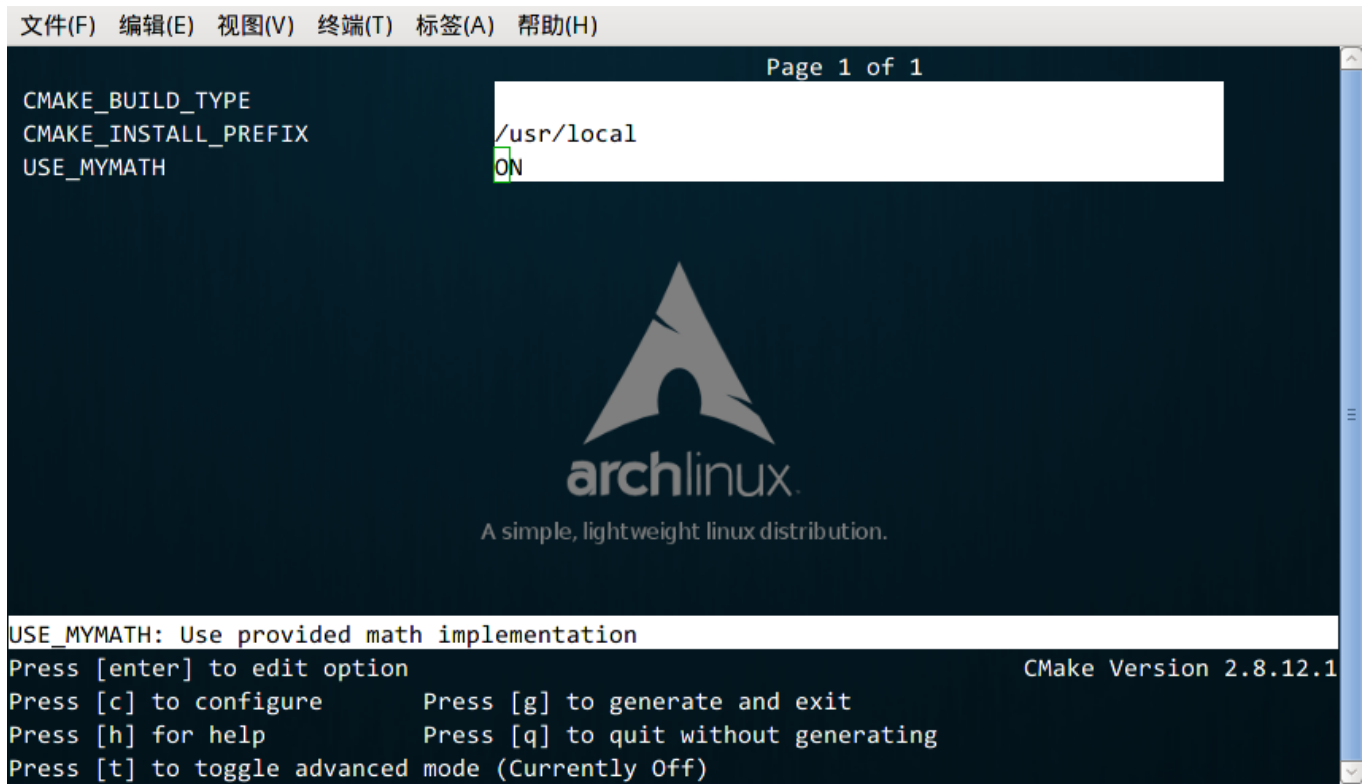 文件(F) 编辑(E) 视图(V) 终端(T) 标签(A) 帮助(H)
Page 1 of 1
CMAKE_BUILD_TYPE
CMAKE_INSTALL_PREFIX /usr/local
USE_MYMATH ON
archlinux
A simple, lightweight linux distribution.
USE_MYMATH: Use provided math implementation
Press [enter] to edit option CMake Version 2.8.12.1
Press [c] to configure Press [g] to generate and exit
Press [h] for help Press [q] to quit without generating
Press [t] to toggle advanced mode (Currently Off)